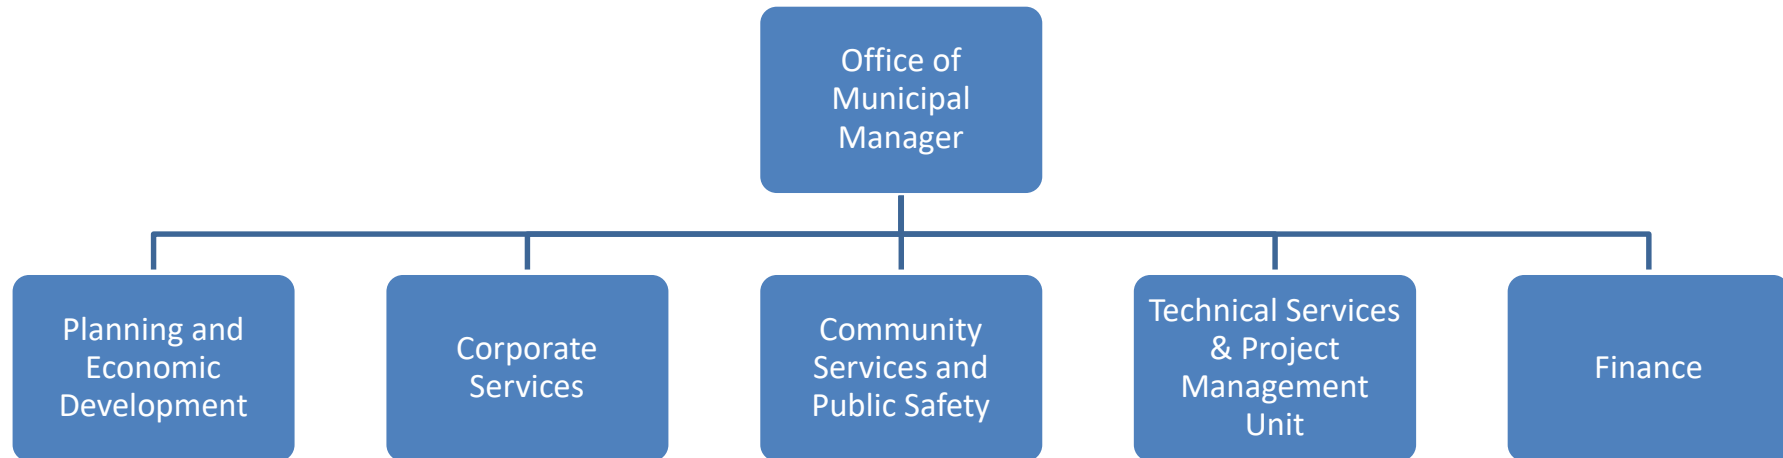 Office of
Municipal
Manager
Planning and
Economic
Development
Corporate
Services
Community
Services and
Public Safety
Technical Services
& Project
Management
Unit
Finance